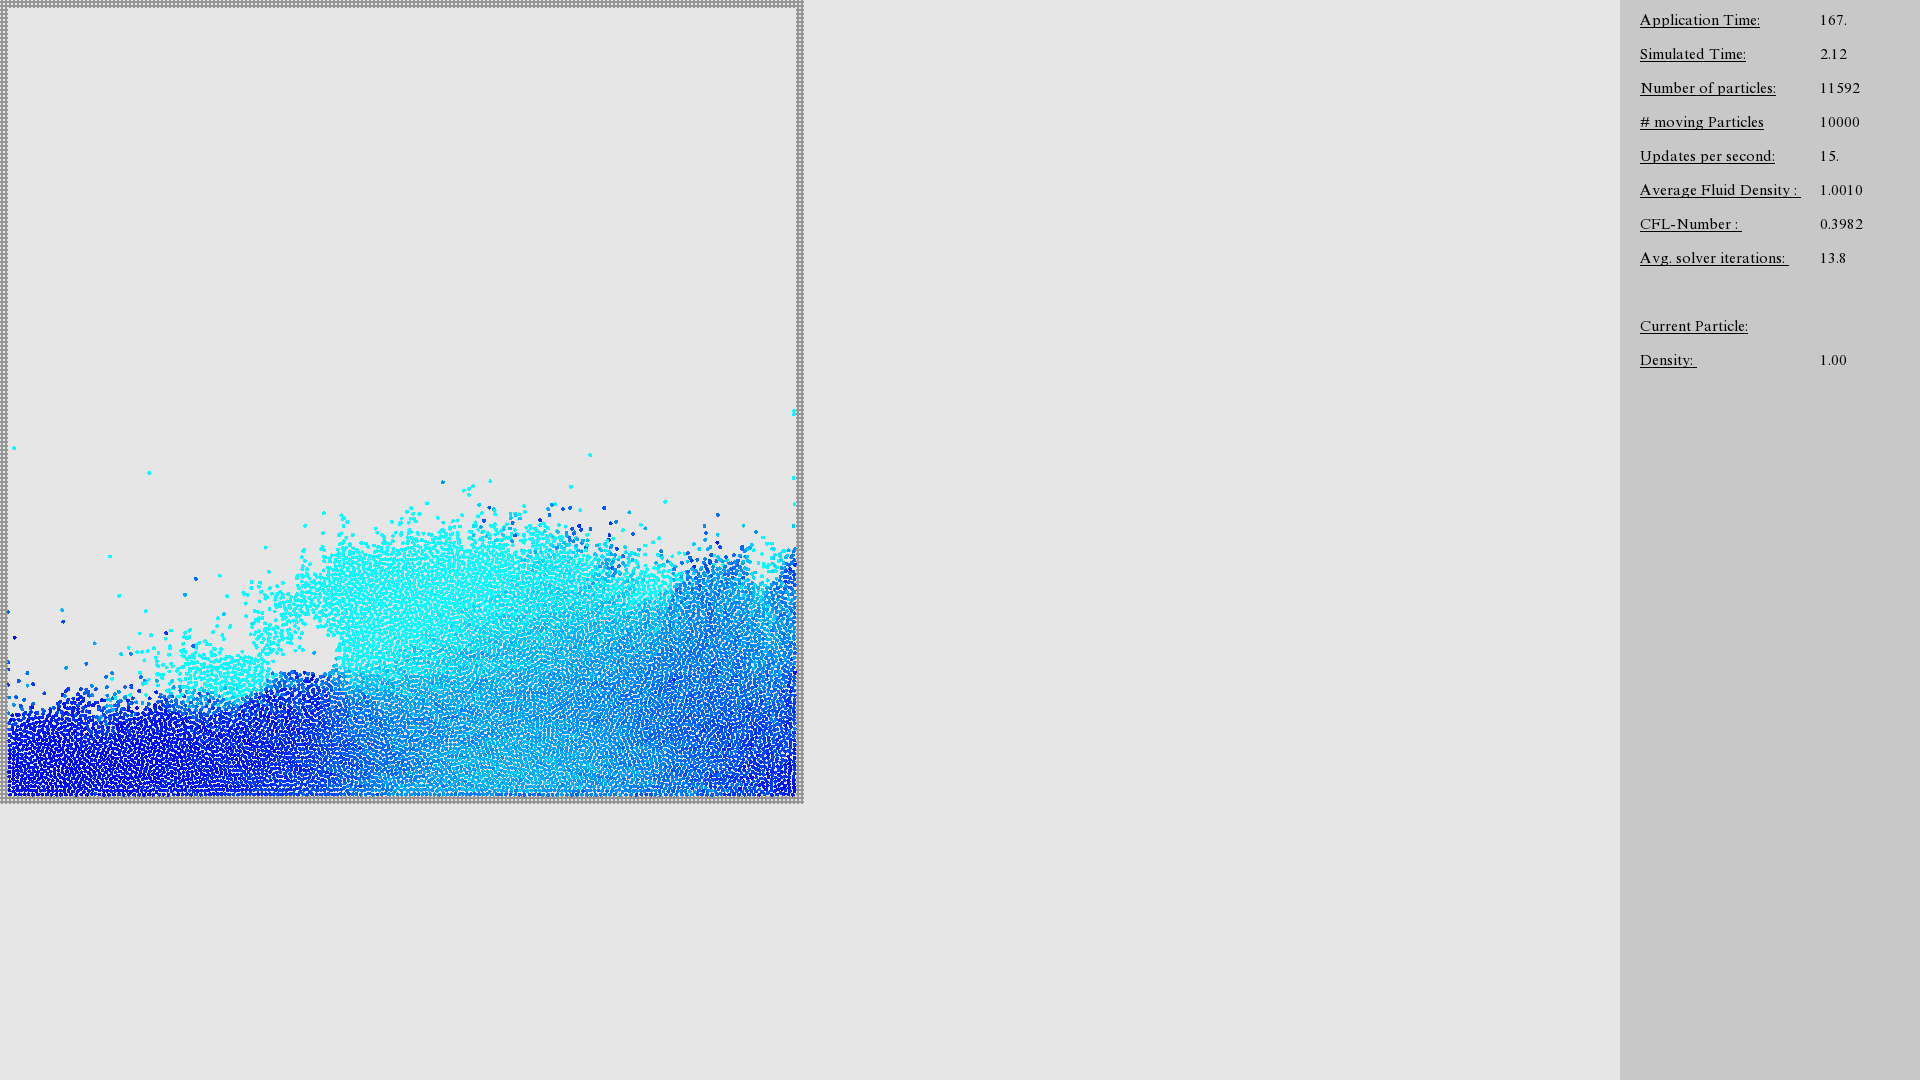 Application Time: 167.
Simulated Time: 2.12
Number of particles: 11592
# moving Particles 10000
Updates per second: 15.
Average Fluid Density : 1.0010
CFL-Number : 0.3982
Avg. solver iterations: 13.8
Current Particle:
Density: 1.00